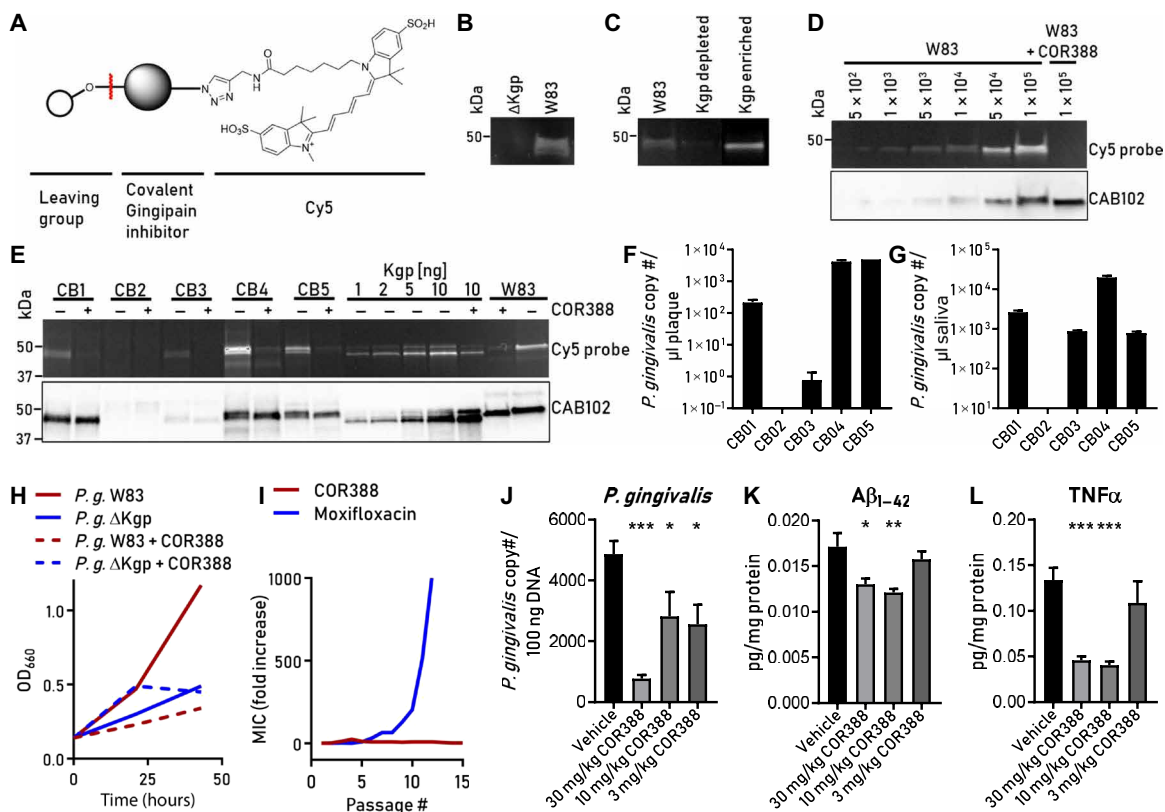 A
SO₂H
O
NH
N
N
N
N
O
HO₃S
N⁺
Leaving
group
Covalent
Gingipain
inhibitor
Cy5
B
kDa
ΔKgp
W83
50
C
kDa
W83
Kgp depleted
Kgp enriched
50
D
W83
W83
+ COR388
kDa
5 × 10²
1 × 10³
5 × 10³
1 × 10⁴
5 × 10⁴
1 × 10⁵
1 × 10⁵
50
Cy5 probe
CAB102
E
Kgp [ng]
kDa
CB1 CB2 CB3 CB4 CB5 1 2 5 10 10 W83
– + – + – + – + – + – – – – + + – COR388
50
Cy5 probe
37
50
CAB102
37
F
P. gingivalis copy #/
µl plaque
1×10⁴
1×10³
1×10²
1×10¹
1×10⁰
1×10⁻¹
CB01
CB02
CB03
CB04
CB05
G
P. gingivalis copy #/
µl saliva
1×10⁵
1×10⁴
1×10³
1×10²
1×10¹
CB01
CB02
CB03
CB04
CB05
H
P. g. W83
P. g. ΔKgp
P. g. W83 + COR388
P. g. ΔKgp + COR388
OD₆₆₀
1.0
0.5
0.0
0 25 50
Time (hours)
I
COR388
Moxifloxacin
MIC (fold increase)
1000
500
0
0 5 10 15
Passage #
J
P. gingivalis
P. gingivalis copy#/
100 ng DNA
6000
4000
2000
0
*** * *
Vehicle
30 mg/kg COR388
10 mg/kg COR388
3 mg/kg COR388
K
Aβ₁₋₄₂
pg/mg protein
0.020
0.015
0.010
0.005
0.000
* **
Vehicle
30 mg/kg COR388
10 mg/kg COR388
3 mg/kg COR388
L
TNFα
pg/mg protein
0.20
0.15
0.10
0.05
0.00
*** ***
Vehicle
30 mg/kg COR388
10 mg/kg COR388
3 mg/kg COR388